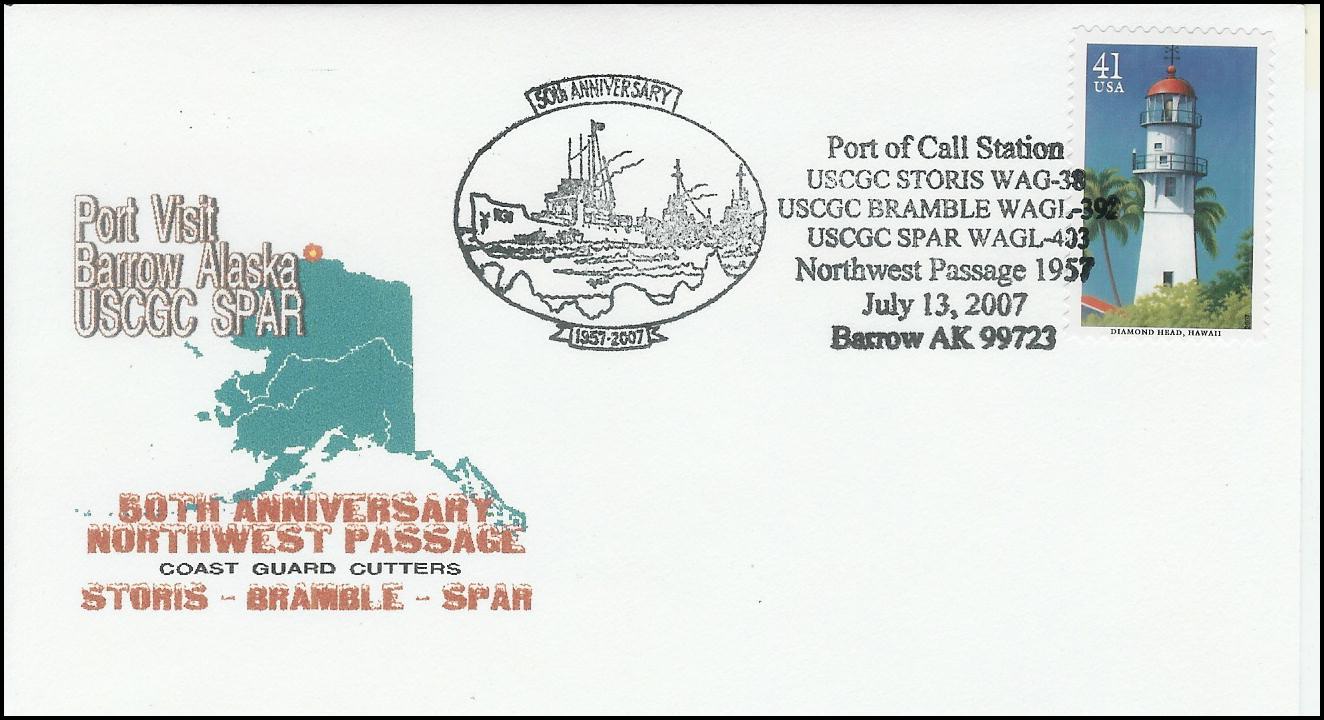 50th ANNIVERSARY
1957-2007
Port of Call Station
USCGC STORIS WAG-38
USCGC BRAMBLE WAGL-392
USCGC SPAR WAGL-403
Northwest Passage 1957
July 13, 2007
Barrow AK 99723
41
USA
DIAMOND HEAD, HAWAII
Port Visit
Barrow Alaska
USCGC SPAR
50TH ANNIVERSARY
NORTHWEST PASSAGE
COAST GUARD CUTTERS
STORIS - BRAMBLE - SPAR